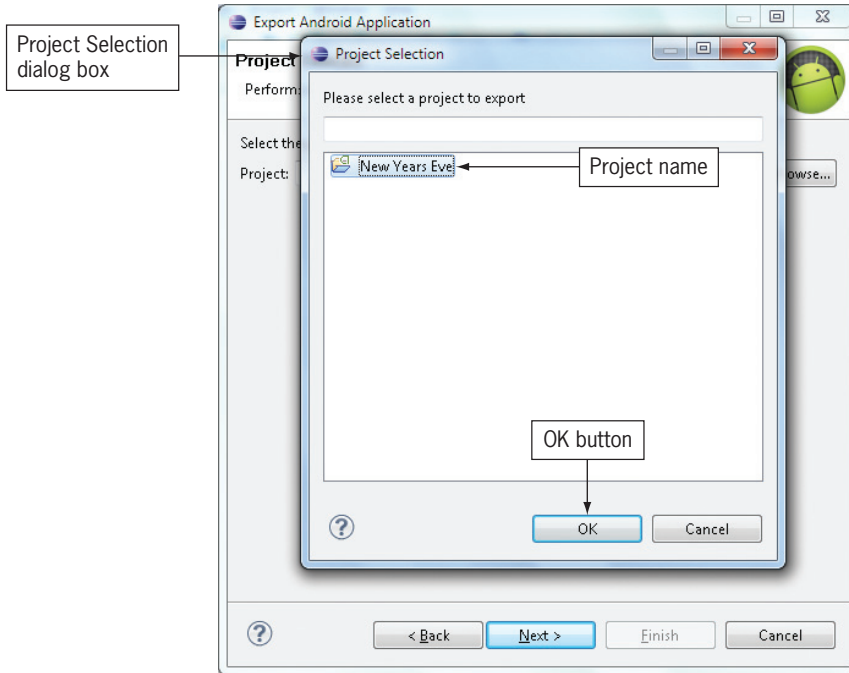 Export Android Application
Project Selection
dialog box
Project
Project Selection
Perform
Please select a project to export
Select the
Project:
New Years Eve
Project name
owse...
OK button
OK
Cancel
< Back
Next >
Finish
Cancel